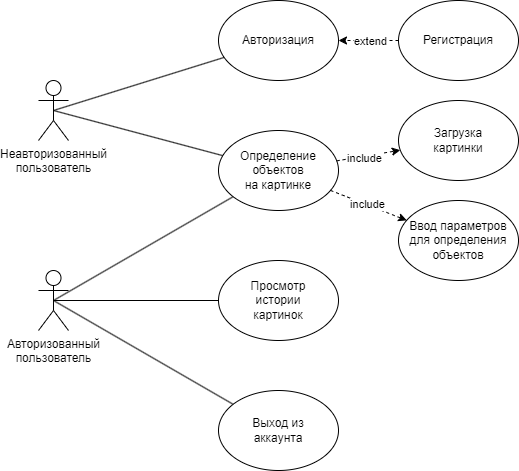 Авторизация
extend
Регистрация
Неавторизованный
пользователь
Определение
объектов
на картинке
include
Загрузка
картинки
include
Ввод параметров
для определения
объектов
Авторизованный
пользователь
Просмотр
истории
картинок
Выход из
аккаунта